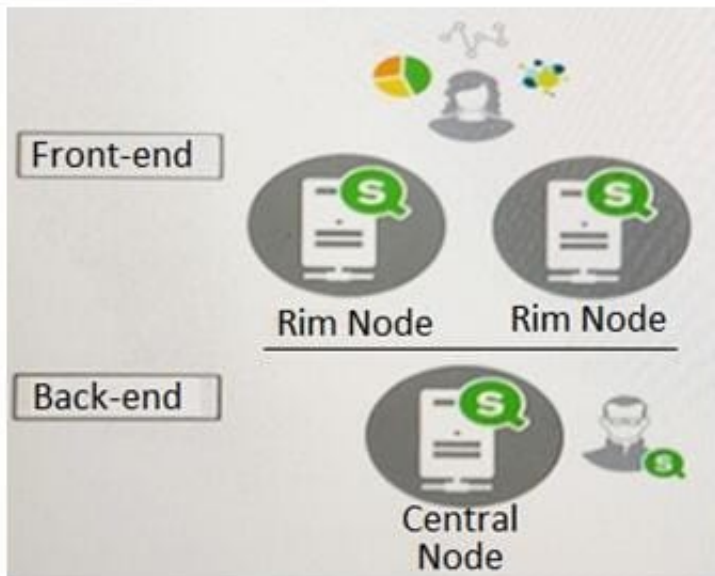 Front-end
S
S
Rim Node
Rim Node
Back-end
S
S
Central
Node